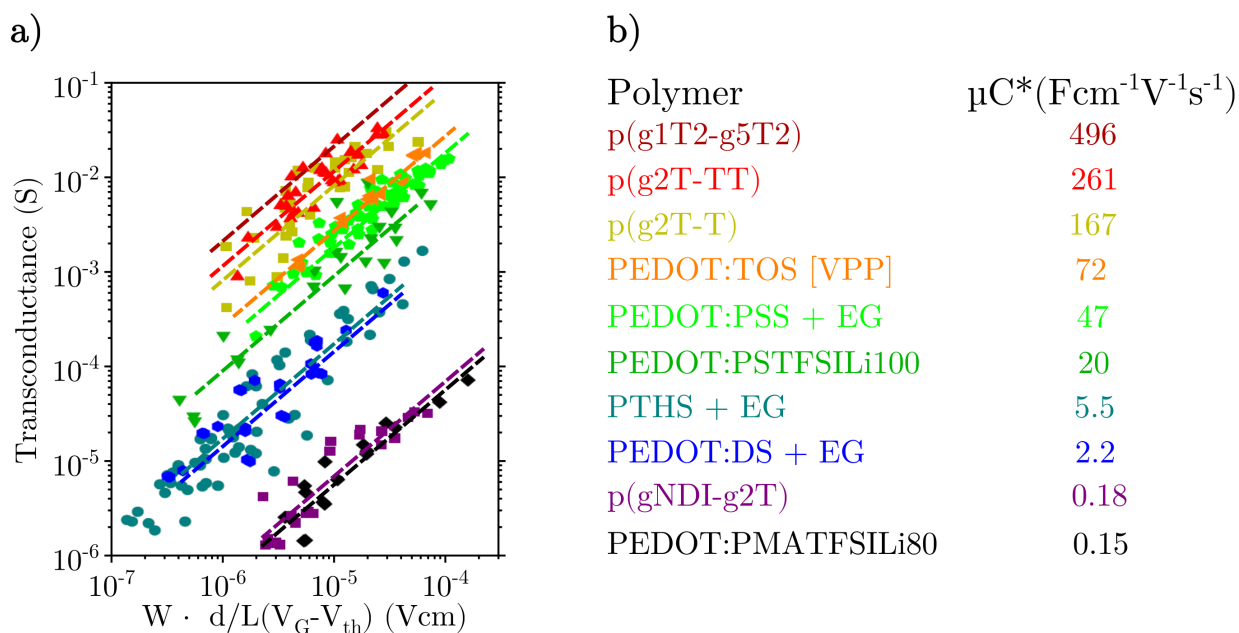 a)
10⁻¹
10⁻²
10⁻³
10⁻⁴
10⁻⁵
10⁻⁶
Transconductance (S)
10⁻⁷ 10⁻⁶ 10⁻⁵ 10⁻⁴
W · d/L(V_G-V_th) (Vcm)
b)
Polymer µC*(Fcm⁻¹V⁻¹s⁻¹)
p(g1T2-g5T2) 496
p(g2T-TT) 261
p(g2T-T) 167
PEDOT:TOS [VPP] 72
PEDOT:PSS + EG 47
PEDOT:PSTFSILi100 20
PTHS + EG 5.5
PEDOT:DS + EG 2.2
p(gNDI-g2T) 0.18
PEDOT:PMATFSILi80 0.15